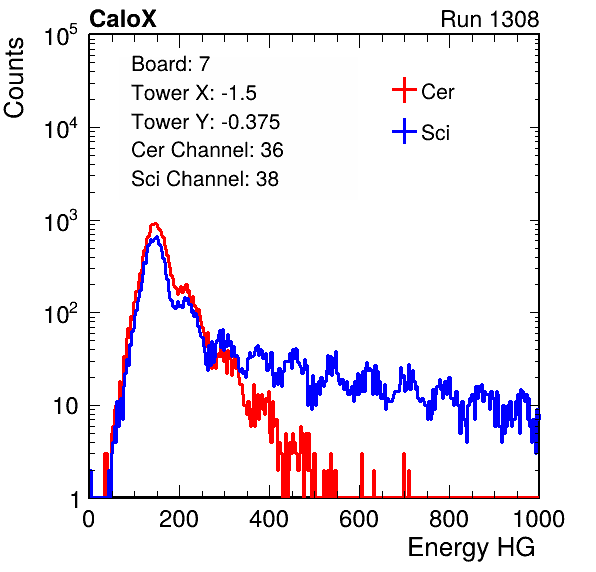 CaloX Run 1308
Counts
10^5
10^4
10^3
10^2
10
1
Board: 7
Tower X: -1.5
Tower Y: -0.375
Cer Channel: 36
Sci Channel: 38
Cer
Sci
0 200 400 600 800 1000
Energy HG